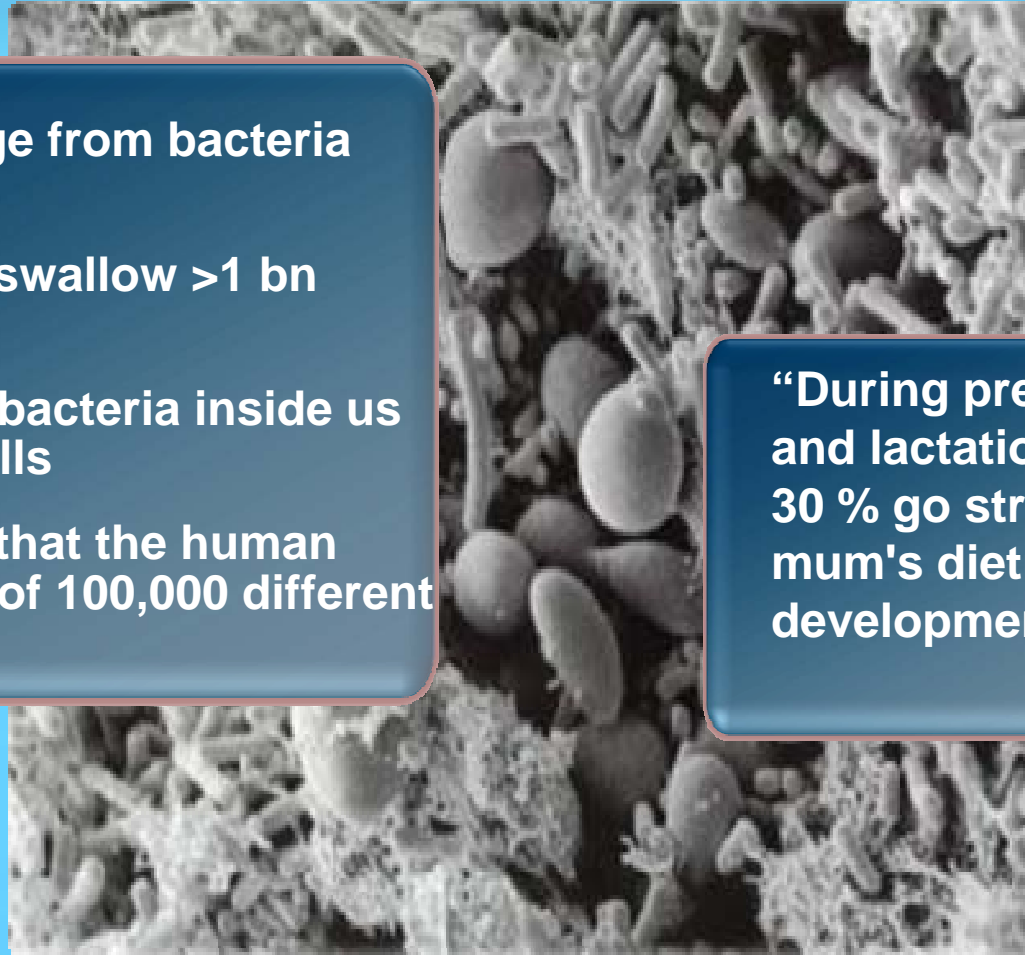 ge from bacteria
swallow >1 bn
bacteria inside us
lls
that the human
of 100,000 different
“During pre
and lactatio
30 % go str
mum's diet
developme